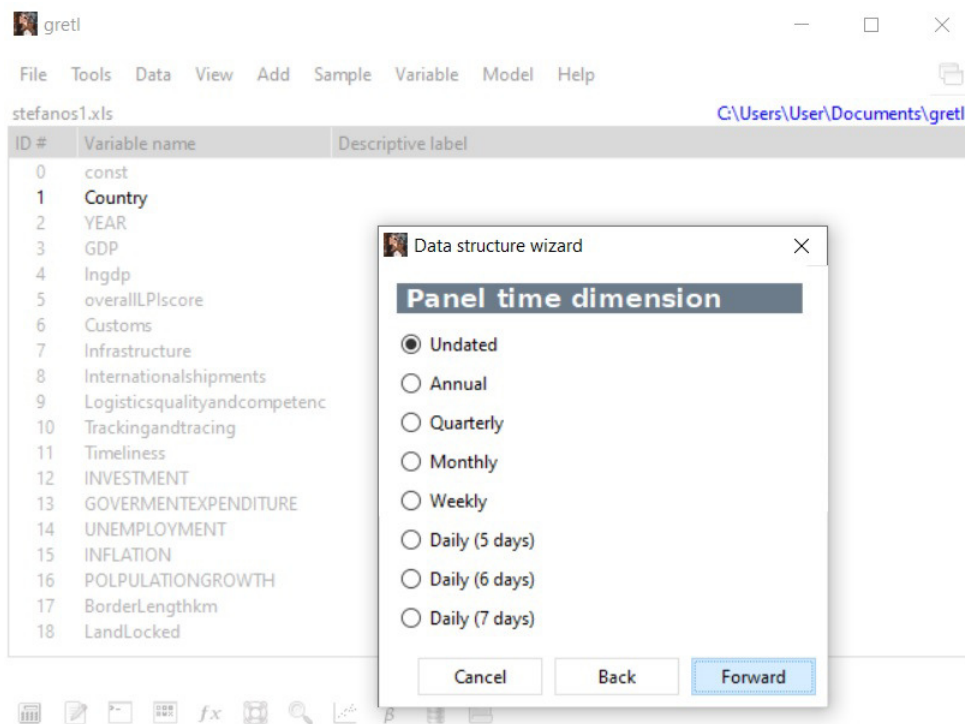 gretl
File Tools Data View Add Sample Variable Model Help
stefanos1.xls C:\Users\User\Documents\gretl
ID # Variable name Descriptive label
0 const
1 Country
2 YEAR
3 GDP
4 lngdp
5 overallLPIscore
6 Customs
7 Infrastructure
8 Internationalshipments
9 Logisticsqualityandcompetenc
10 Trackingandtracing
11 Timeliness
12 INVESTMENT
13 GOVERMENTEXPENDITURE
14 UNEMPLOYMENT
15 INFLATION
16 POLPULATIONGROWTH
17 BorderLengthkm
18 LandLocked
Data structure wizard
Panel time dimension
Undated
Annual
Quarterly
Monthly
Weekly
Daily (5 days)
Daily (6 days)
Daily (7 days)
Cancel Back Forward
fx β